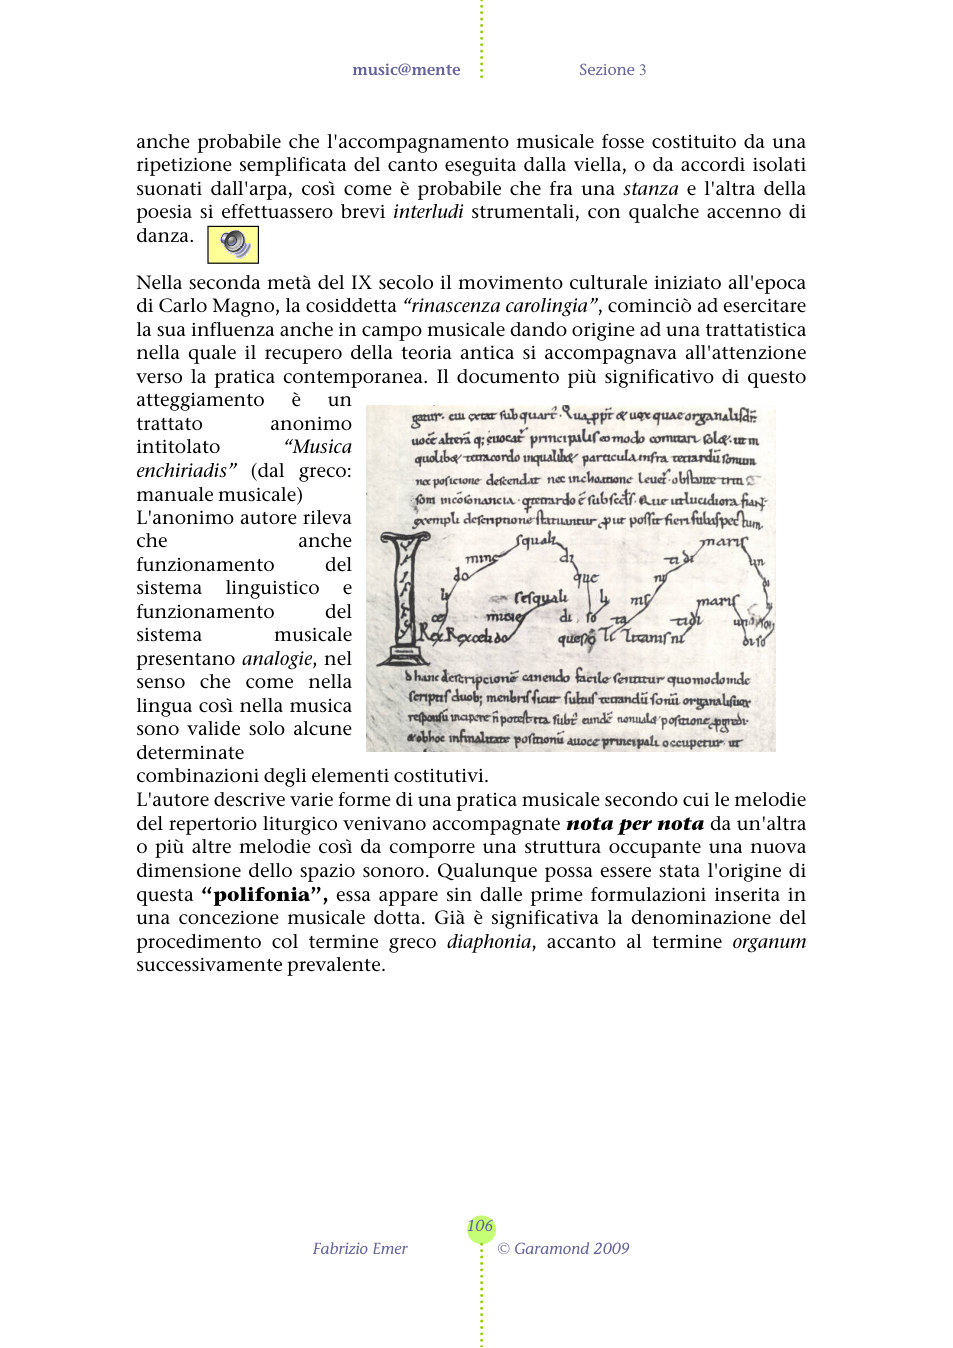 music@mente Sezione 3
anche probabile che l'accompagnamento musicale fosse costituito da una
ripetizione semplificata del canto eseguita dalla viella, o da accordi isolati
suonati dall'arpa, così come è probabile che fra una stanza e l'altra della
poesia si effettuassero brevi interludi strumentali, con qualche accenno di
danza.
Nella seconda metà del IX secolo il movimento culturale iniziato all'epoca
di Carlo Magno, la cosiddetta “rinascenza carolingia”, cominciò ad esercitare
la sua influenza anche in campo musicale dando origine ad una trattatistica
nella quale il recupero della teoria antica si accompagnava all'attenzione
verso la pratica contemporanea. Il documento più significativo di questo
atteggiamento è un
trattato anonimo
intitolato “Musica
enchiriadis” (dal greco:
manuale musicale)
L'anonimo autore rileva
che anche
funzionamento del
sistema linguistico e
funzionamento del
sistema musicale
presentano analogie, nel
senso che come nella
lingua così nella musica
sono valide solo alcune
determinate
combinazioni degli elementi costitutivi.
L'autore descrive varie forme di una pratica musicale secondo cui le melodie
del repertorio liturgico venivano accompagnate nota per nota da un'altra
o più altre melodie così da comporre una struttura occupante una nuova
dimensione dello spazio sonoro. Qualunque possa essere stata l'origine di
questa “polifonia”, essa appare sin dalle prime formulazioni inserita in
una concezione musicale dotta. Già è significativa la denominazione del
procedimento col termine greco diaphonia, accanto al termine organum
successivamente prevalente.
106
Fabrizio Emer © Garamond 2009